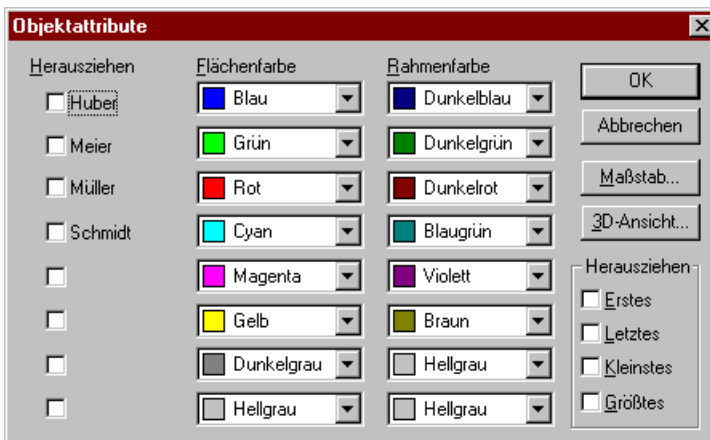 Objektattribute
Herausziehen Flächenfarbe Rahmenfarbe
Huber Blau Dunkelblau
Meier Grün Dunkelgrün
Müller Rot Dunkelrot
Schmidt Cyan Blaugrün
Magenta Violett
Gelb Braun
Dunkelgrau Hellgrau
Hellgrau Hellgrau
OK
Abbrechen
Maßstab...
3D-Ansicht...
Herausziehen
Erstes
Letztes
Kleinstes
Größtes